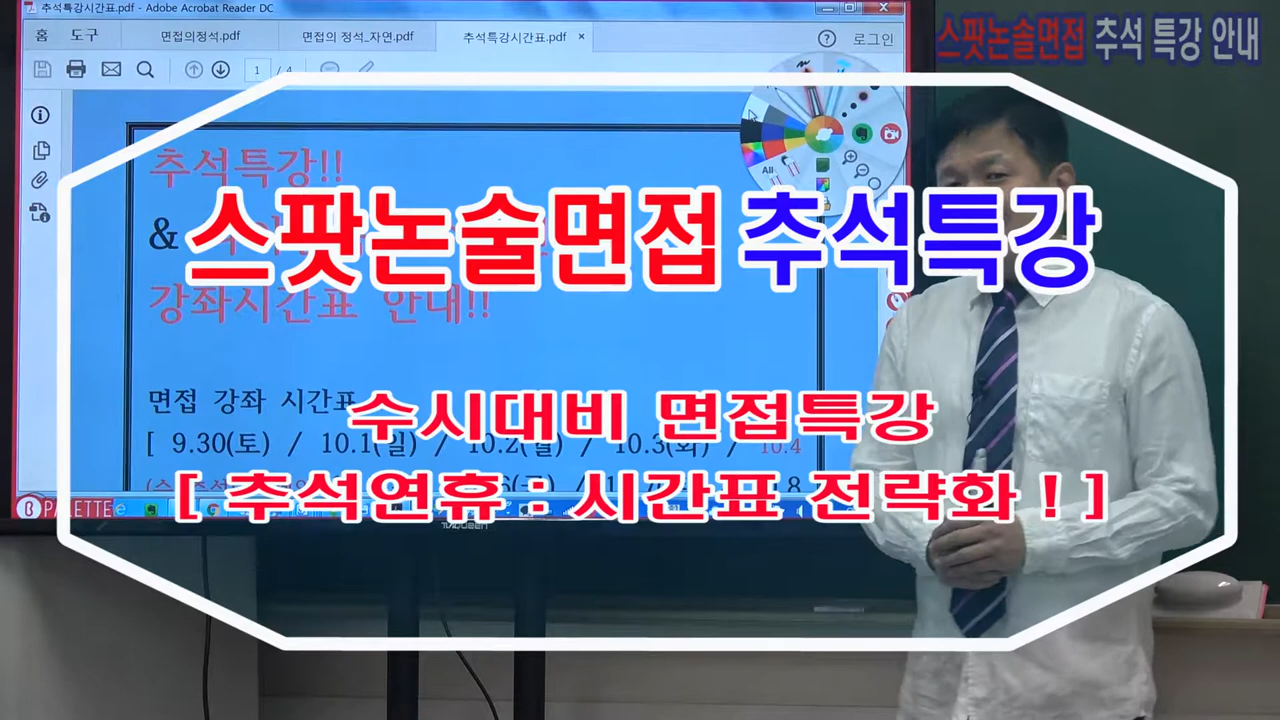 추석특강시간표.pdf - Adobe Acrobat Reader DC
홈 도구 면접의정석.pdf 면접의 정석_자연.pdf 추석특강시간표.pdf × 로그인
1 / 4
스팟논술면접 추석 특강 안내
All
추석특강!!
&
스팟논술면접 추석특강
강좌시간표 안내!!
면접 강좌 시간표
수시대비 면접특강
[ 9.30(토) / 10.1(일) / 10.2(월) / 10.3(화) / 10.4
[ 추석연휴 : 시간표 전략화 ! ]
PALETTE